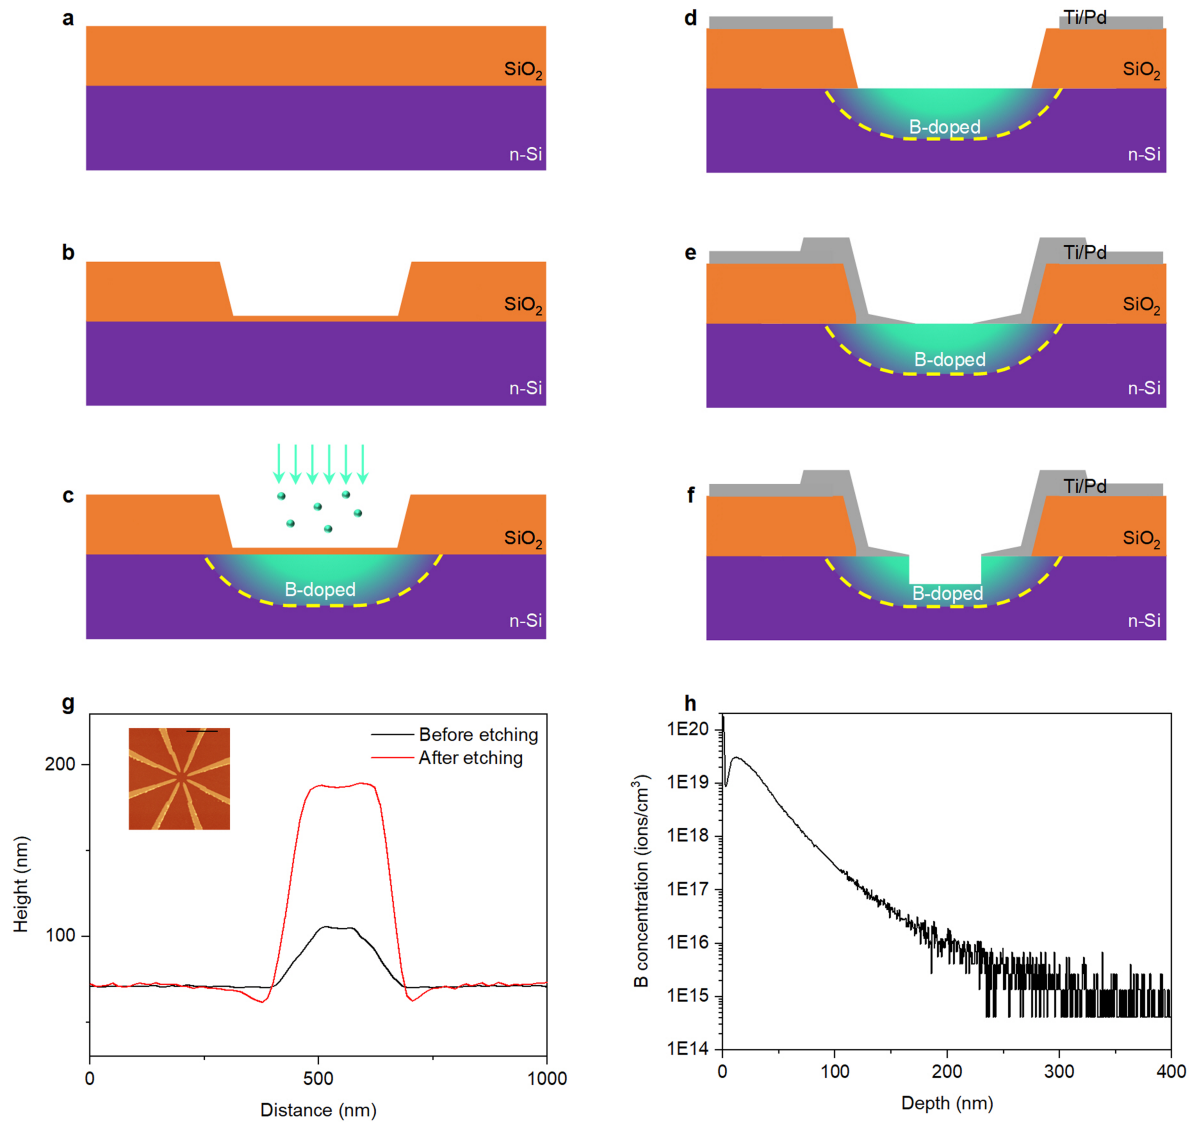 a
SiO2
n-Si
b
SiO2
n-Si
c
SiO2
B-doped
n-Si
d
Ti/Pd
SiO2
B-doped
n-Si
e
Ti/Pd
SiO2
B-doped
n-Si
f
Ti/Pd
SiO2
B-doped
n-Si
g
Before etching
After etching
200
100
Height (nm)
0
500
1000
Distance (nm)
h
1E20
1E19
1E18
1E17
1E16
1E15
1E14
B concentration (ions/cm3)
0
100
200
300
400
Depth (nm)